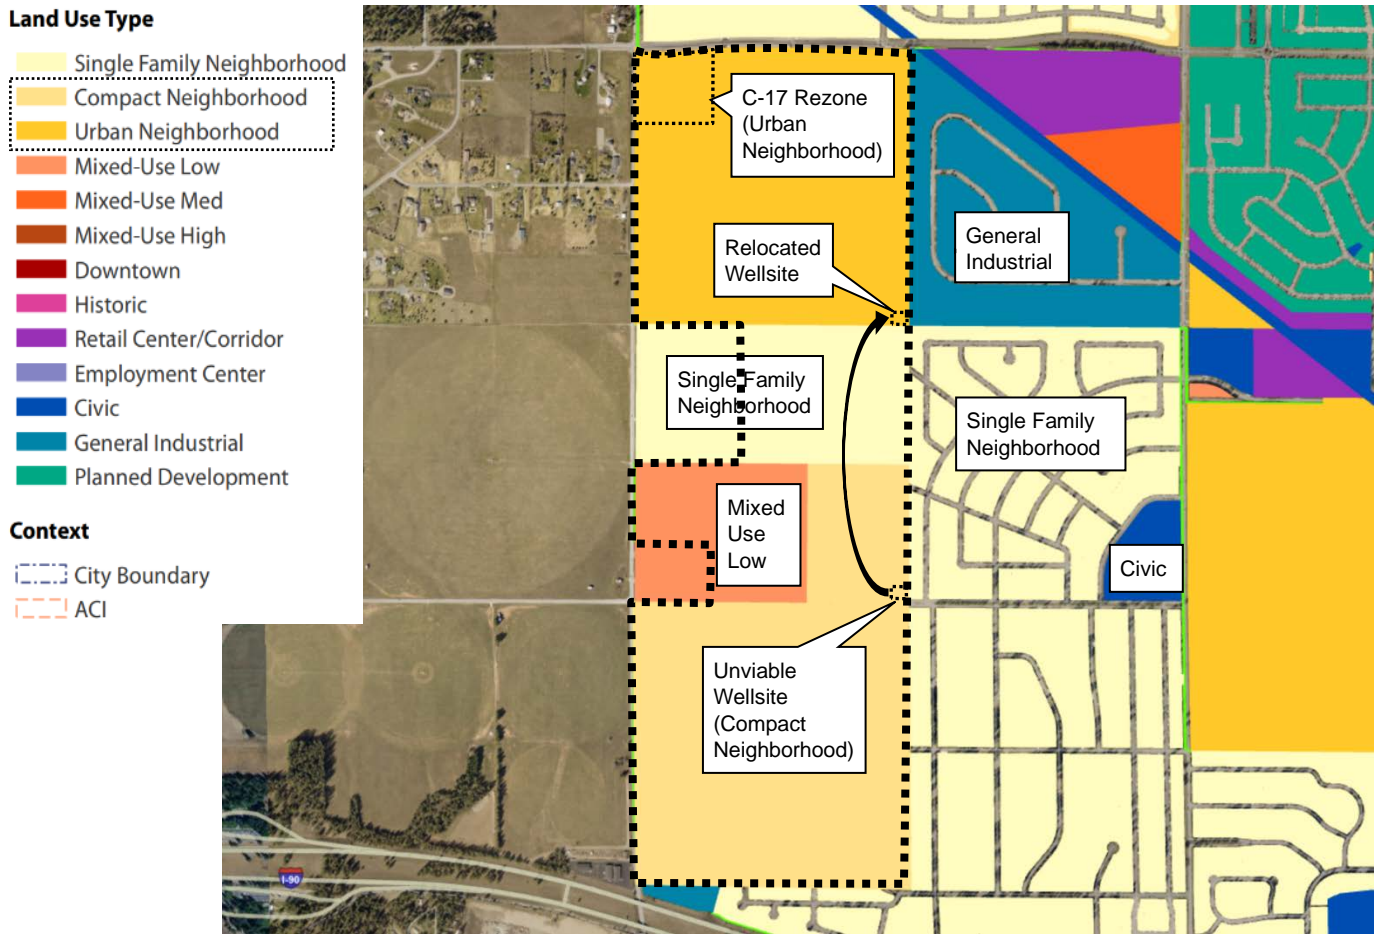 Land Use Type
Single Family Neighborhood
Compact Neighborhood
Urban Neighborhood
Mixed-Use Low
Mixed-Use Med
Mixed-Use High
Downtown
Historic
Retail Center/Corridor
Employment Center
Civic
General Industrial
Planned Development
Context
City Boundary
ACI
C-17 Rezone
(Urban
Neighborhood)
Relocated
Wellsite
General
Industrial
Single Family
Neighborhood
Single Family
Neighborhood
Mixed
Use
Low
Civic
Unviable
Wellsite
(Compact
Neighborhood)
I-90